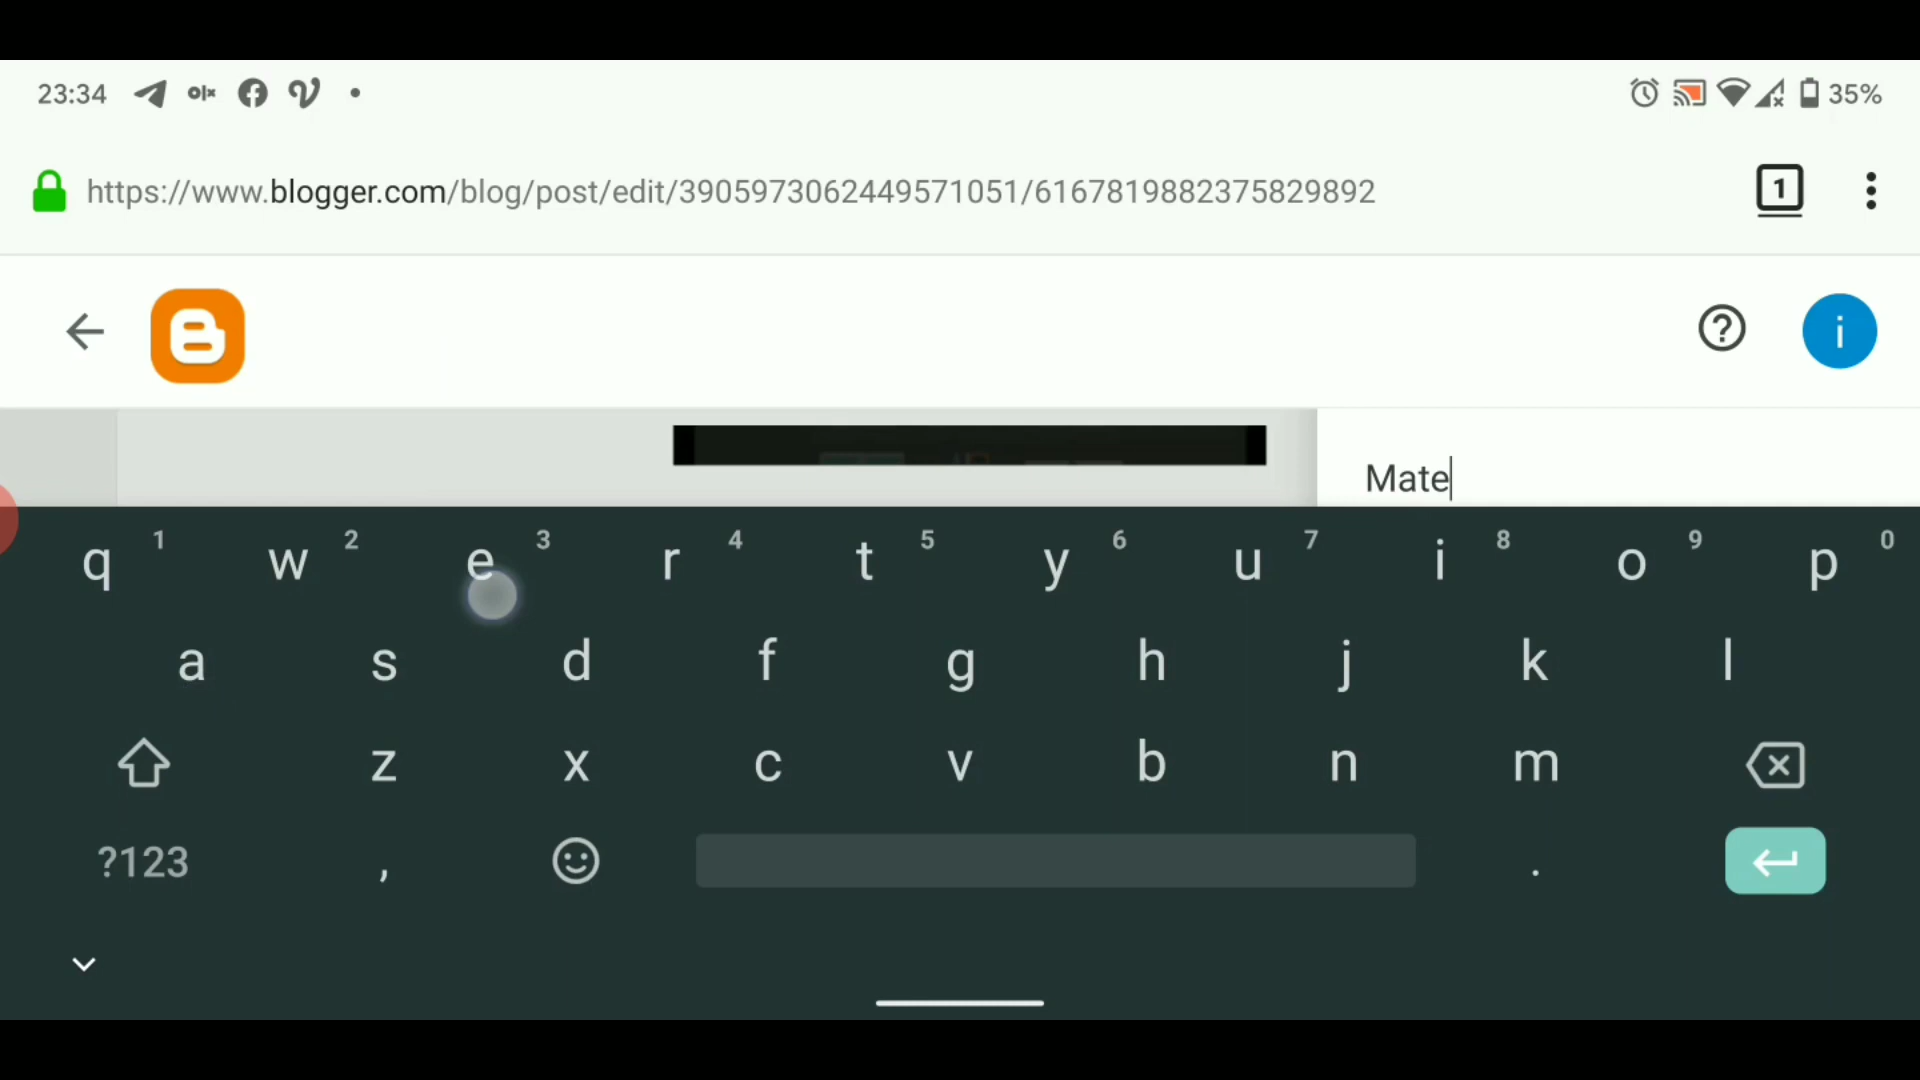 23:34 olx 35%
https://www.blogger.com/blog/post/edit/3905973062449571051/6167819882375829892 1
i
Mate
q 1 w 2 e 3 r 4 t 5 y 6 u 7 i 8 o 9 p 0
a s d f g h j k l
z x c v b n m
?123 , .